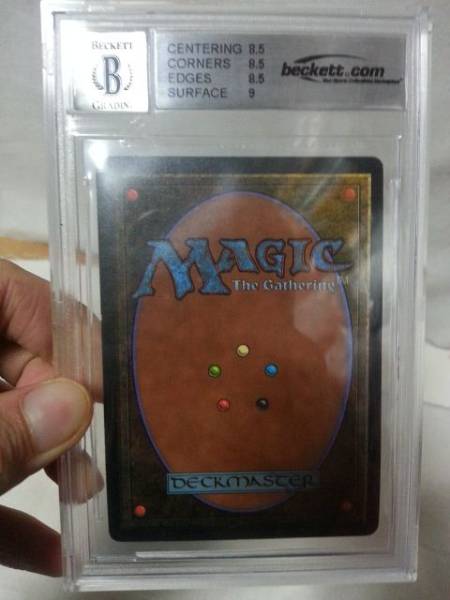 BECKETT
B
GRADING
CENTERING 8.5
CORNERS 8.5
EDGES 8.5
SURFACE 9
beckett.com
MAGIC
The Gathering
DECKMASTER